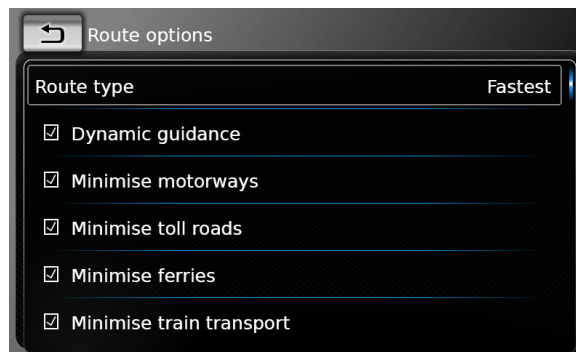 Route options
Route type Fastest
Dynamic guidance
Minimise motorways
Minimise toll roads
Minimise ferries
Minimise train transport